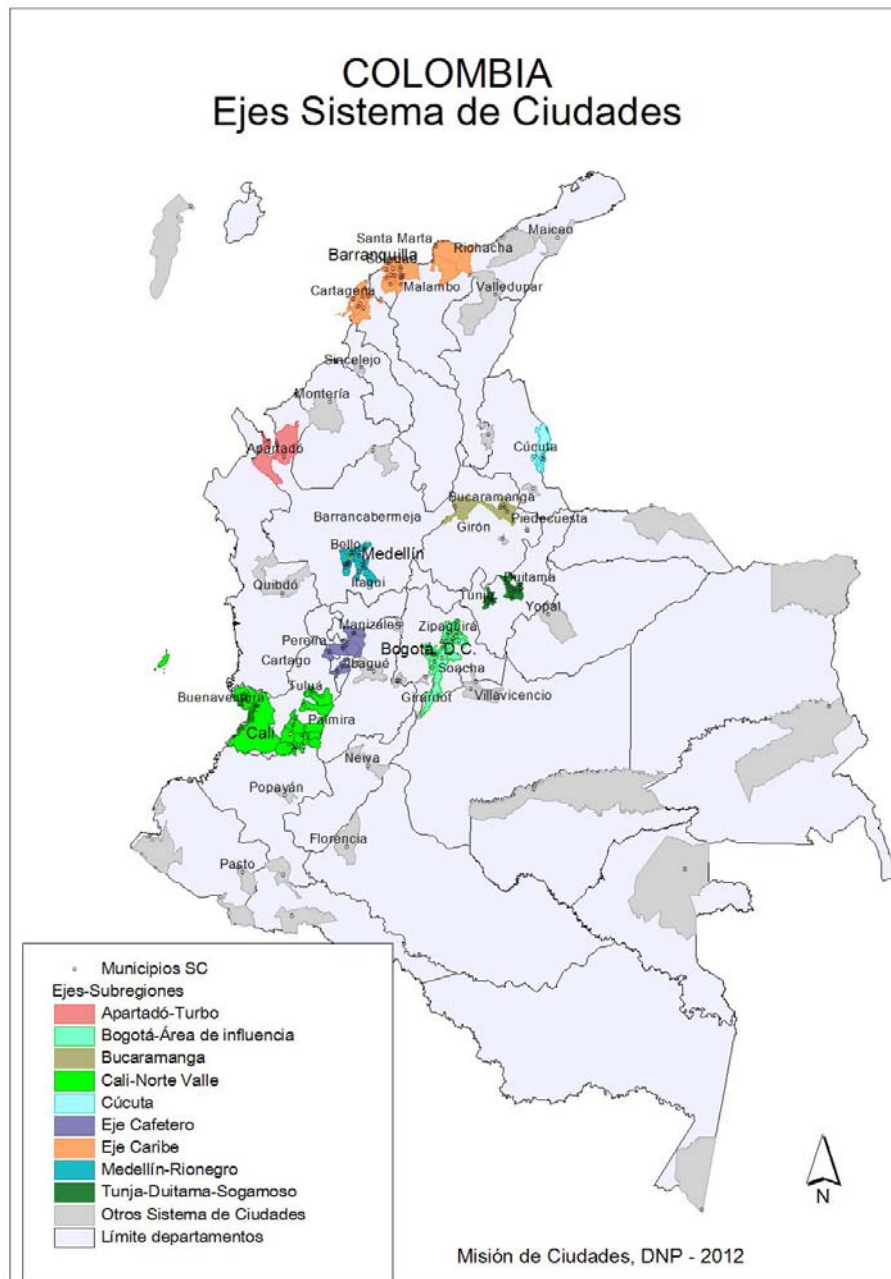 COLOMBIA
Ejes Sistema de Ciudades
Santa Marta
Maicao
Riohacha
Barranquilla
Soledad
Cartagena
Malambo
Valledupar
Sincelejo
Montería
Apartadó
Cúcuta
Bucaramanga
Barrancabermeja
Piedecuesta
Girón
Bello
Medellín
Itagui
Duitama
Quibdó
Tunja
Yopal
Manizales
Zipaquirá
Pereira
Bogotá, D.C.
Cartago
Ibagué
Soacha
Tuluá
Girardot
Villavicencio
Buenaventura
Palmira
Cali
Neiva
Popayán
Florencia
Pasto
Municipios SC
Ejes-Subregiones
Apartadó-Turbo
Bogotá-Área de influencia
Bucaramanga
Cali-Norte Valle
Cúcuta
Eje Cafetero
Eje Caribe
Medellín-Rionegro
Tunja-Duitama-Sogamoso
Otros Sistema de Ciudades
Límite departamentos
N
Misión de Ciudades, DNP - 2012